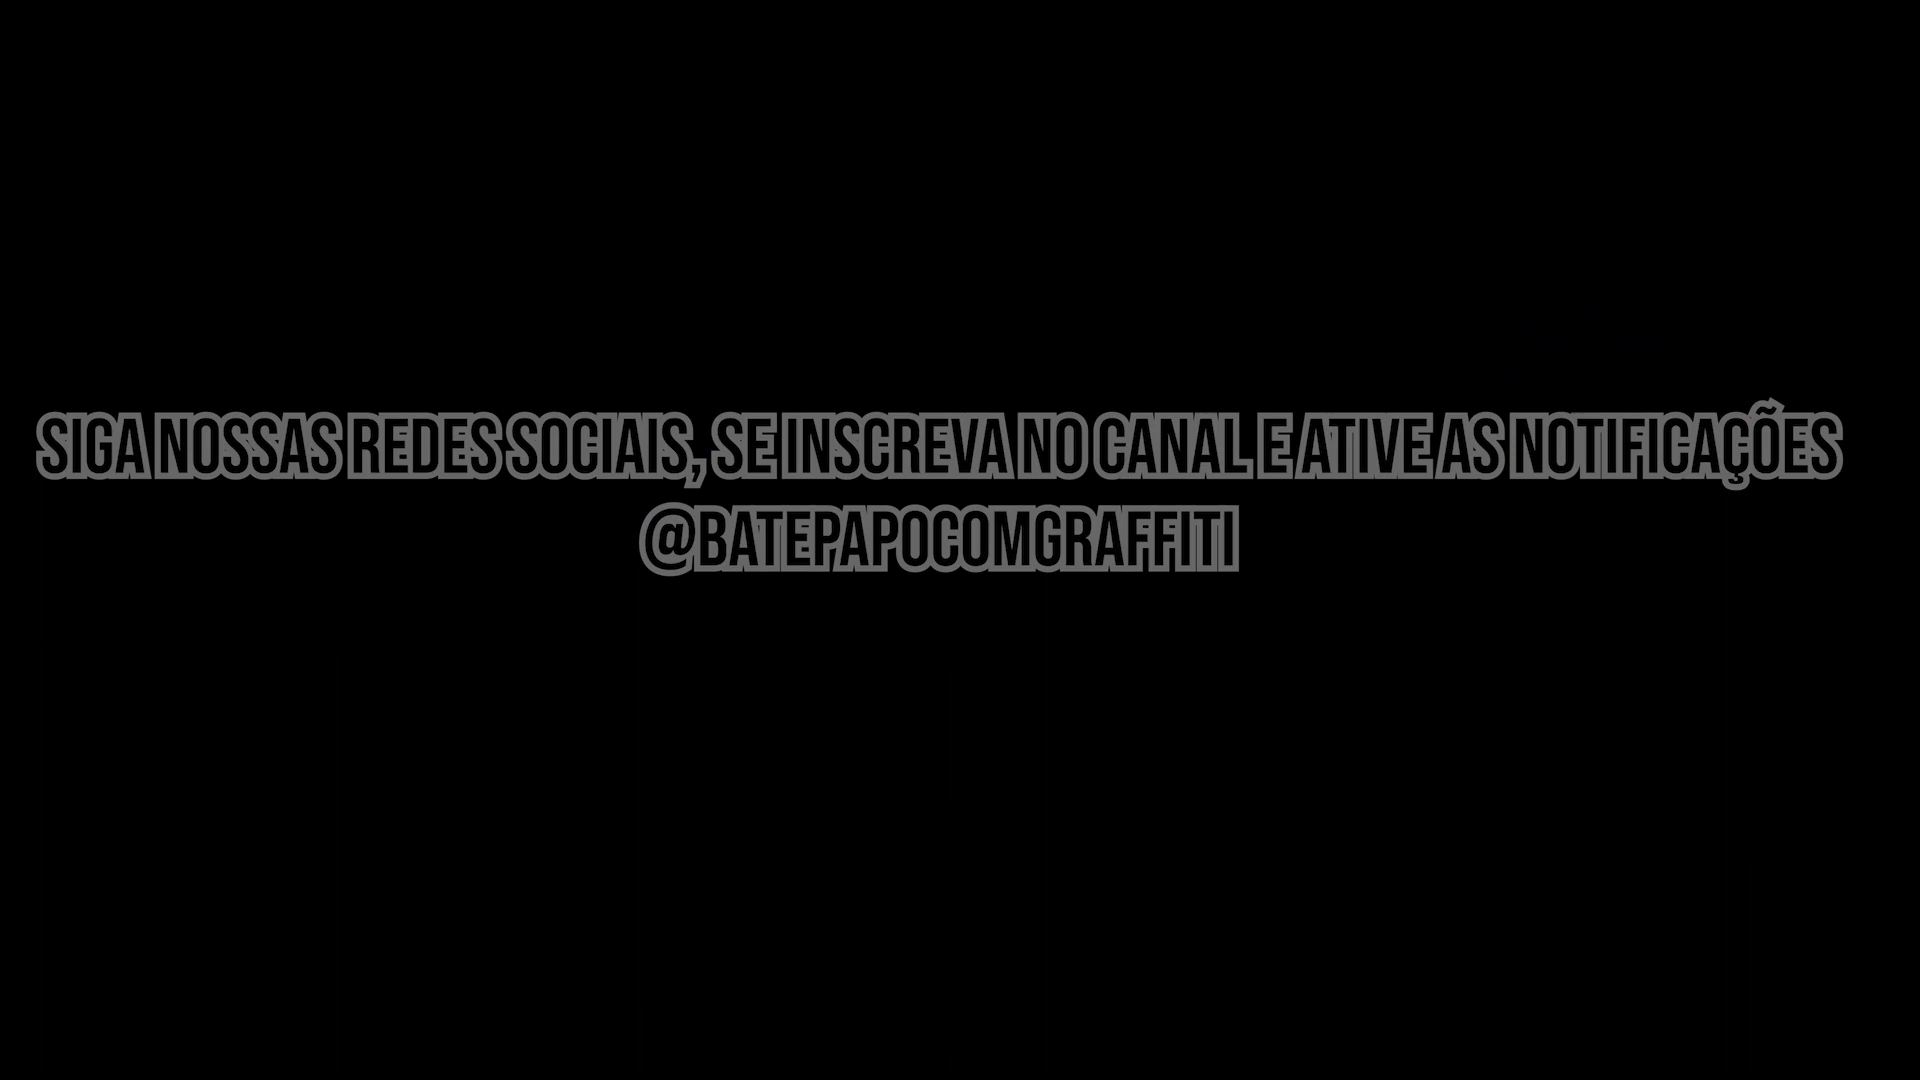 SIGA NOSSAS REDES SOCIAIS, SE INSCREVA NO CANAL E ATIVE AS NOTIFICAÇÕES
@BATEPAPOCOMGRAFFITI